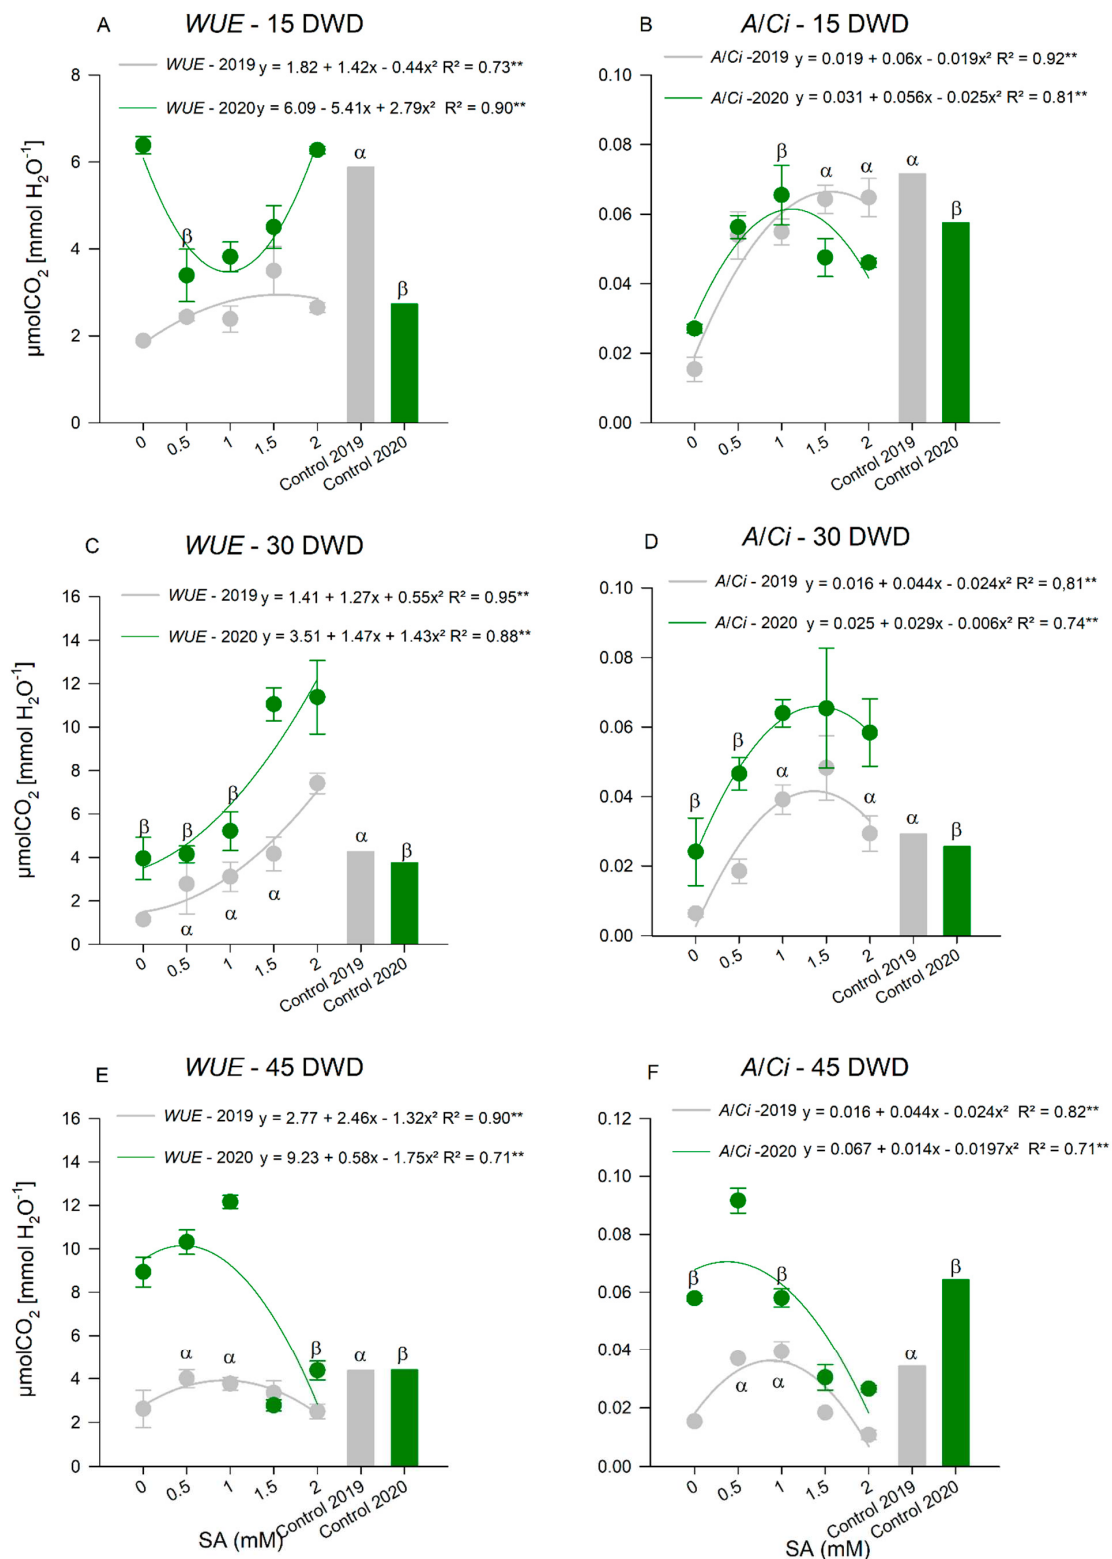 A
WUE - 15 DWD
WUE - 2019 y = 1.82 + 1.42x - 0.44x² R² = 0.73**
WUE - 2020 y = 6.09 - 5.41x + 2.79x² R² = 0.90**
µmolCO₂ [mmol H₂O⁻¹]
8
6
4
2
0
β
α
β
0
0.5
1
1.5
2
Control 2019
Control 2020
B
A/Ci - 15 DWD
A/Ci -2019 y = 0.019 + 0.06x - 0.019x² R² = 0.92**
A/Ci -2020 y = 0.031 + 0.056x - 0.025x² R² = 0.81**
0.10
0.08
0.06
0.04
0.02
0.00
β
α
α
α
β
0
0.5
1
1.5
2
Control 2019
Control 2020
C
WUE - 30 DWD
WUE - 2019 y = 1.41 + 1.27x + 0.55x² R² = 0.95**
WUE - 2020 y = 3.51 + 1.47x + 1.43x² R² = 0.88**
µmolCO₂ [mmol H₂O⁻¹]
16
14
12
10
8
6
4
2
0
β
β
β
α
α
α
α
β
0
0.5
1
1.5
2
Control 2019
Control 2020
D
A/Ci - 30 DWD
A/Ci - 2019 y = 0.016 + 0.044x - 0.024x² R² = 0,81**
A/Ci - 2020 y = 0.025 + 0.029x - 0.006x² R² = 0.74**
0.10
0.08
0.06
0.04
0.02
0.00
β
β
α
α
α
β
0
0.5
1
1.5
2
Control 2019
Control 2020
E
WUE - 45 DWD
WUE - 2019 y = 2.77 + 2.46x - 1.32x² R² = 0.90**
WUE - 2020 y = 9.23 + 0.58x - 1.75x² R² = 0.71**
µmolCO₂ [mmol H₂O⁻¹]
16
14
12
10
8
6
4
2
0
α
α
β
α
β
0
0.5
1
1.5
2
Control 2019
Control 2020
SA (mM)
F
A/Ci - 45 DWD
A/Ci -2019 y = 0.016 + 0.044x - 0.024x² R² = 0.82**
A/Ci -2020 y = 0.067 + 0.014x - 0.0197x² R² = 0.71**
0.12
0.10
0.08
0.06
0.04
0.02
0.00
β
α
β
α
α
β
0
0.5
1
1.5
2
Control 2019
Control 2020
SA (mM)